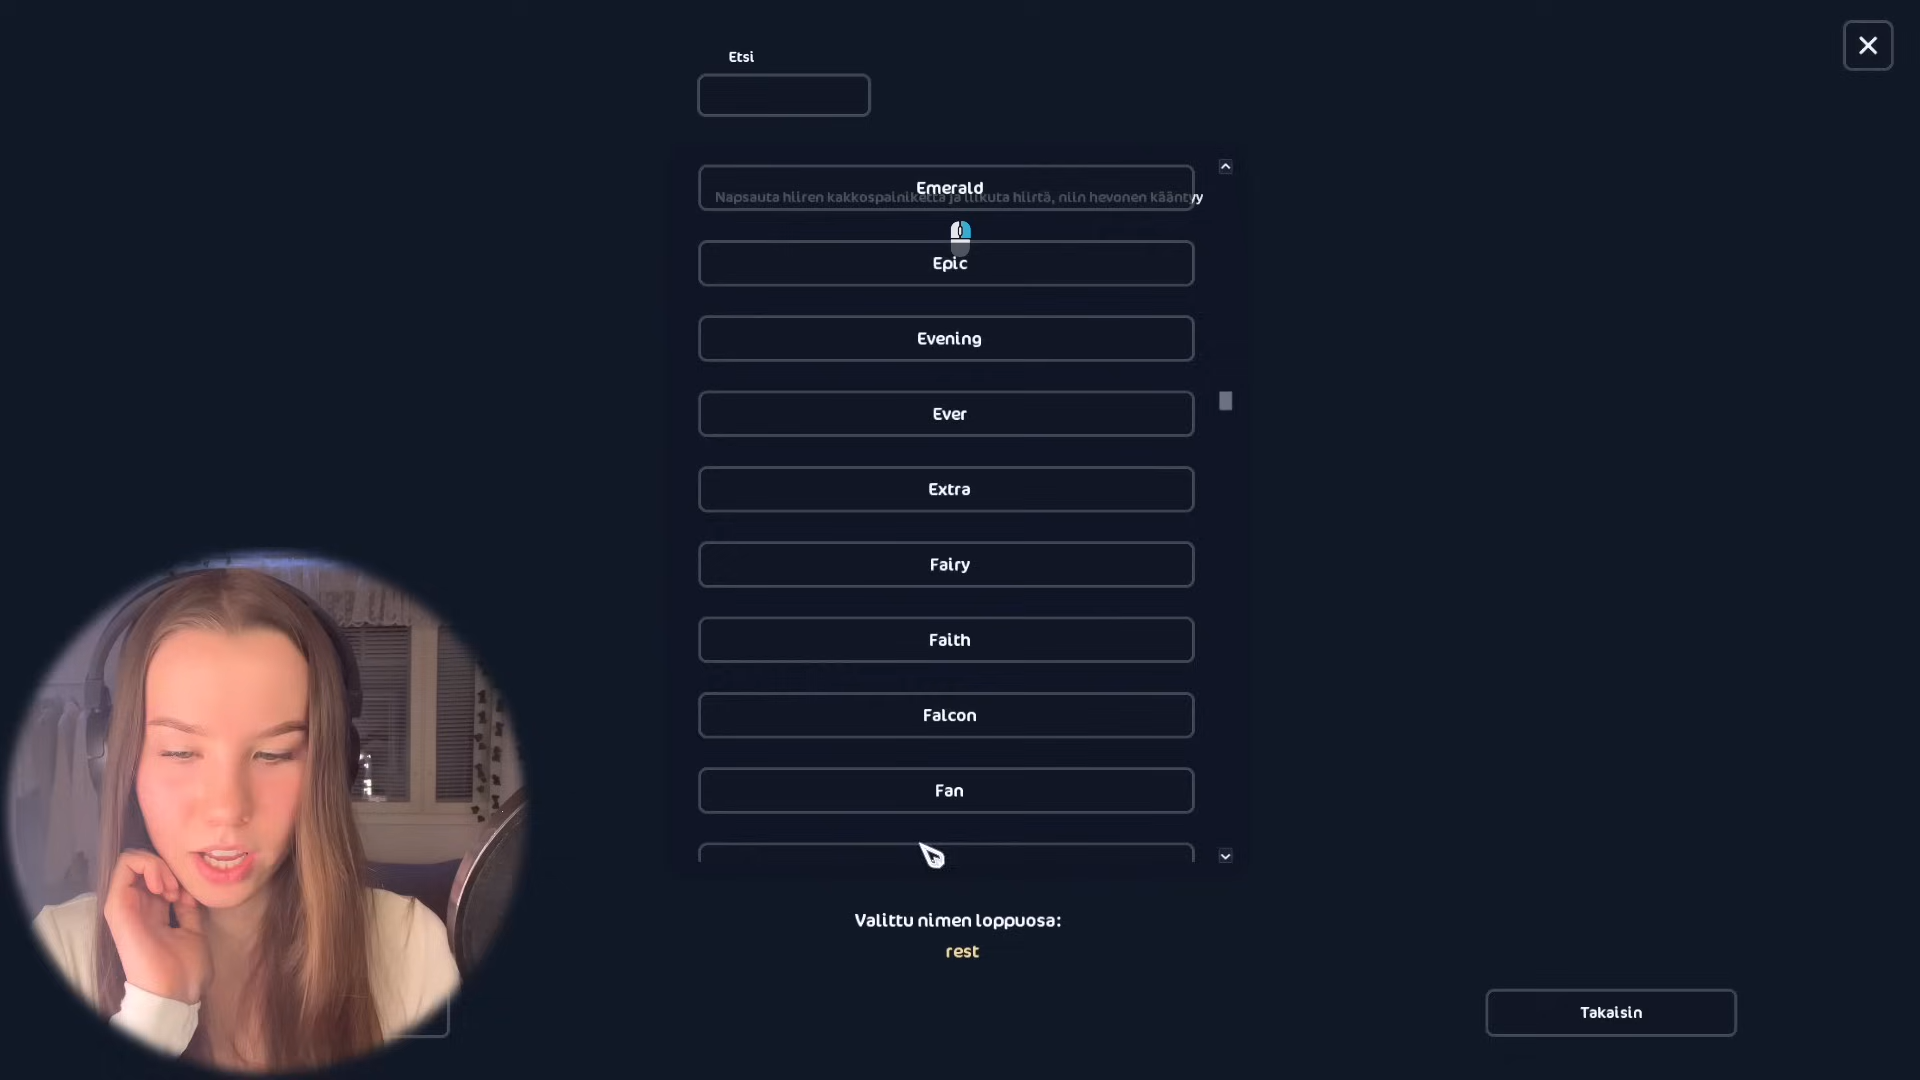 Etsi
Emerald
Napsauta hiiren kakkospainiketta ja liikuta hiirtä, niin hevonen kääntyy
Epic
Evening
Ever
Extra
Fairy
Faith
Falcon
Fan
Valittu nimen loppuosa:
rest
Takaisin